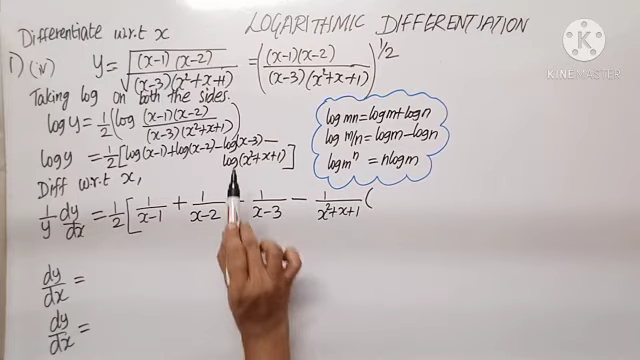 LOGARITHMIC DIFFERENTIATION
Differentiate w.r.t x
1) (iv) y = √((x-1)(x-2) / (x-3)(x²+x+1)) = ((x-1)(x-2) / (x-3)(x²+x+1))^1/2
Taking log on both the sides.
log y = 1/2 (log (x-1)(x-2) / (x-3)(x²+x+1))
log y = 1/2 [log(x-1) + log(x-2) - log(x-3) -
log(x²+x+1)]
Diff w.r.t x,
1/y dy/dx = 1/2 [1/(x-1) + 1/(x-2) - 1/(x-3) - 1/(x²+x+1) (
dy/dx =
dy/dx =
log mn = log m + log n
log m/n = log m - log n
log mⁿ = n log m
KINEMASTER